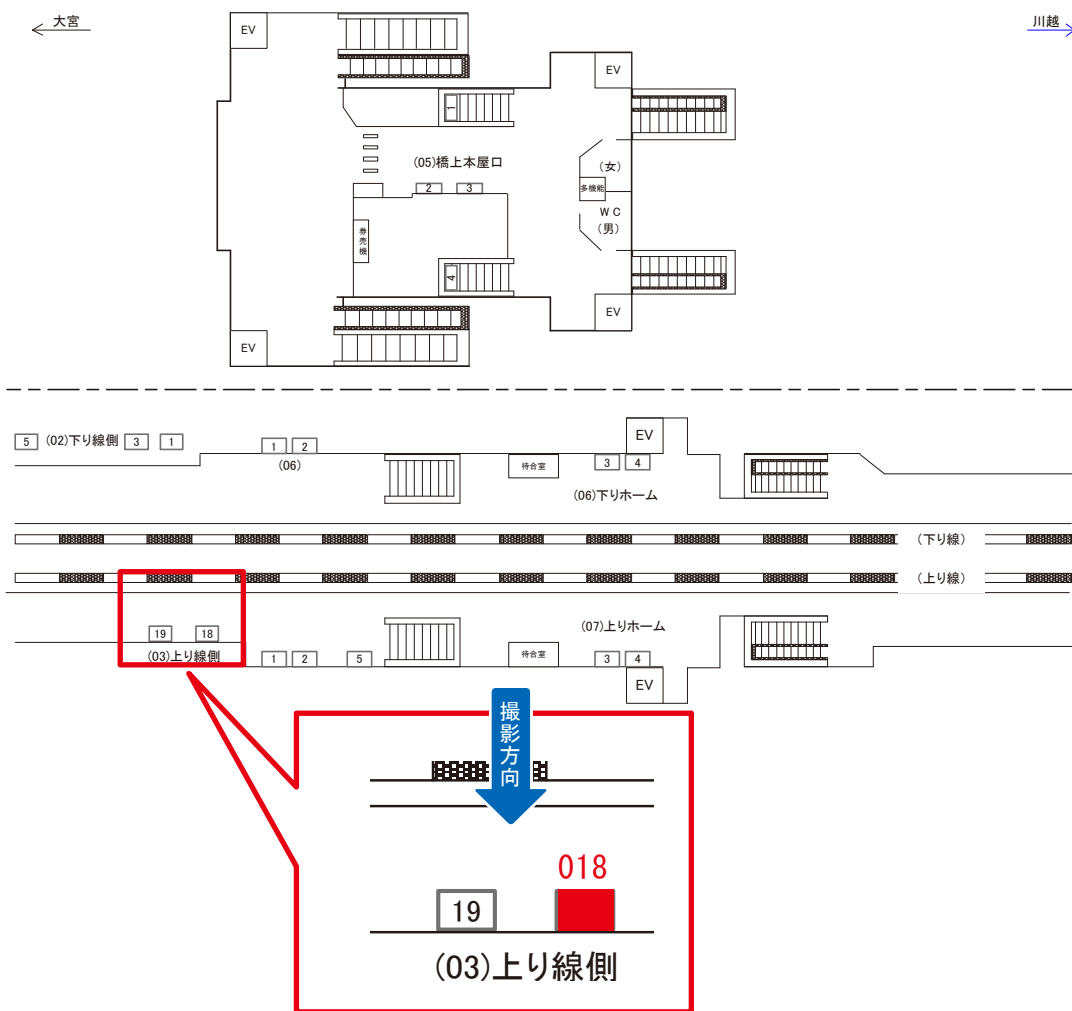 大宮
川越
EV
EV
1
(05)橋上本屋口
(女)
2
3
多機能
WC
(男)
券売機
4
EV
EV
5
(02)下り線側
3
1
1
2
(06)
EV
待合室
3
4
(06)下りホーム
(下り線)
(上り線)
19
18
(03)上り線側
(07)上りホーム
1
2
5
待合室
3
4
EV
撮影方向
018
19
(03)上り線側